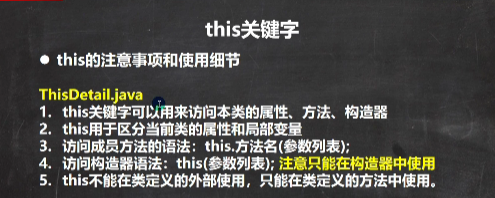 this关键字
● this的注意事项和使用细节
ThisDetail.java
1. this关键字可以用来访问本类的属性、方法、构造器
2. this用于区分当前类的属性和局部变量
3. 访问成员方法的语法：this.方法名(参数列表);
4. 访问构造器语法：this(参数列表); 注意只能在构造器中使用
5. this不能在类定义的外部使用，只能在类定义的方法中使用。